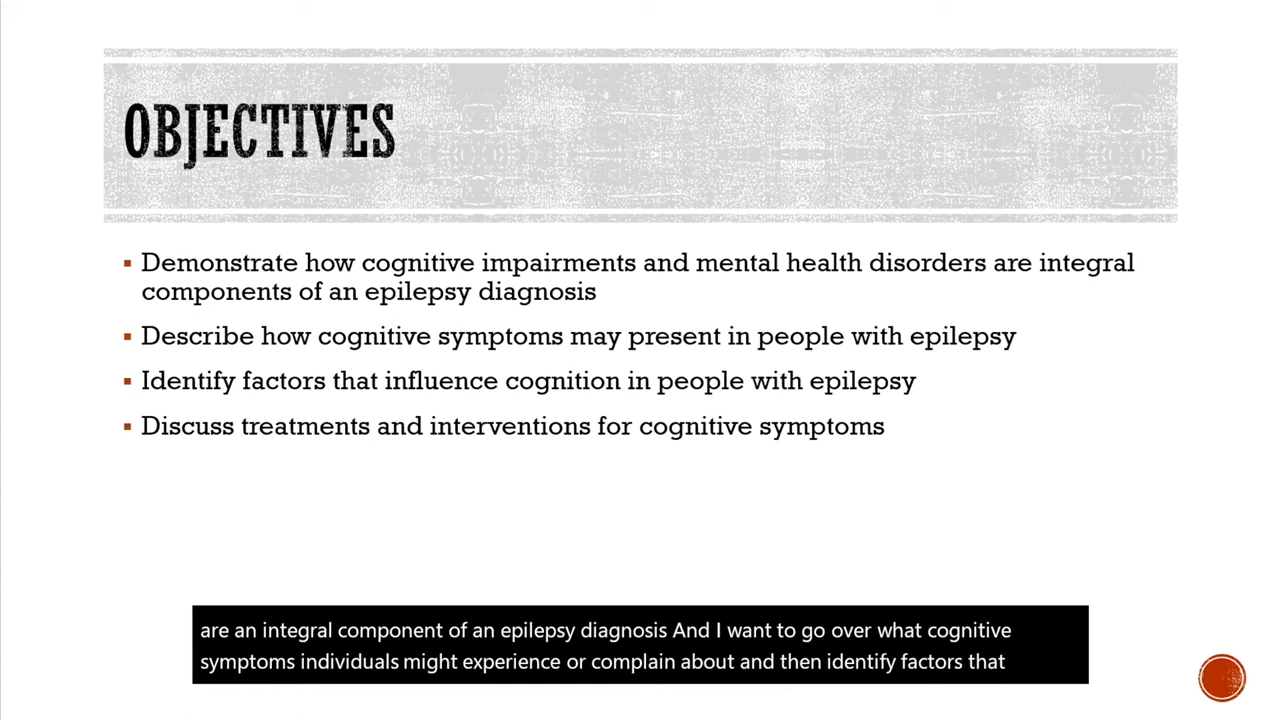 OBJECTIVES
▪ Demonstrate how cognitive impairments and mental health disorders are integral
components of an epilepsy diagnosis
▪ Describe how cognitive symptoms may present in people with epilepsy
▪ Identify factors that influence cognition in people with epilepsy
▪ Discuss treatments and interventions for cognitive symptoms
are an integral component of an epilepsy diagnosis And I want to go over what cognitive
symptoms individuals might experience or complain about and then identify factors that